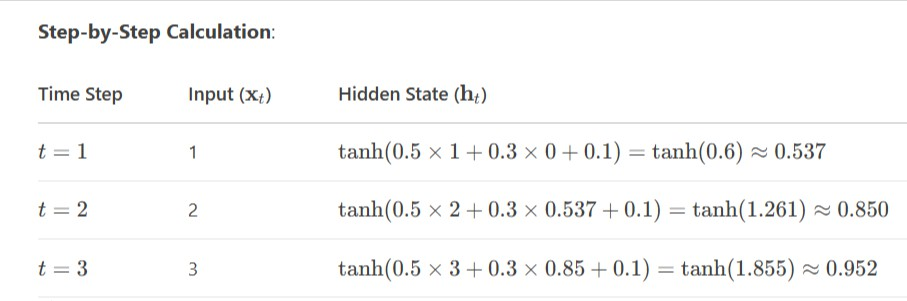 Step-by-Step Calculation:
Time Step Input (xₜ) Hidden State (hₜ)
t = 1 1 tanh(0.5 × 1 + 0.3 × 0 + 0.1) = tanh(0.6) ≈ 0.537
t = 2 2 tanh(0.5 × 2 + 0.3 × 0.537 + 0.1) = tanh(1.261) ≈ 0.850
t = 3 3 tanh(0.5 × 3 + 0.3 × 0.85 + 0.1) = tanh(1.855) ≈ 0.952